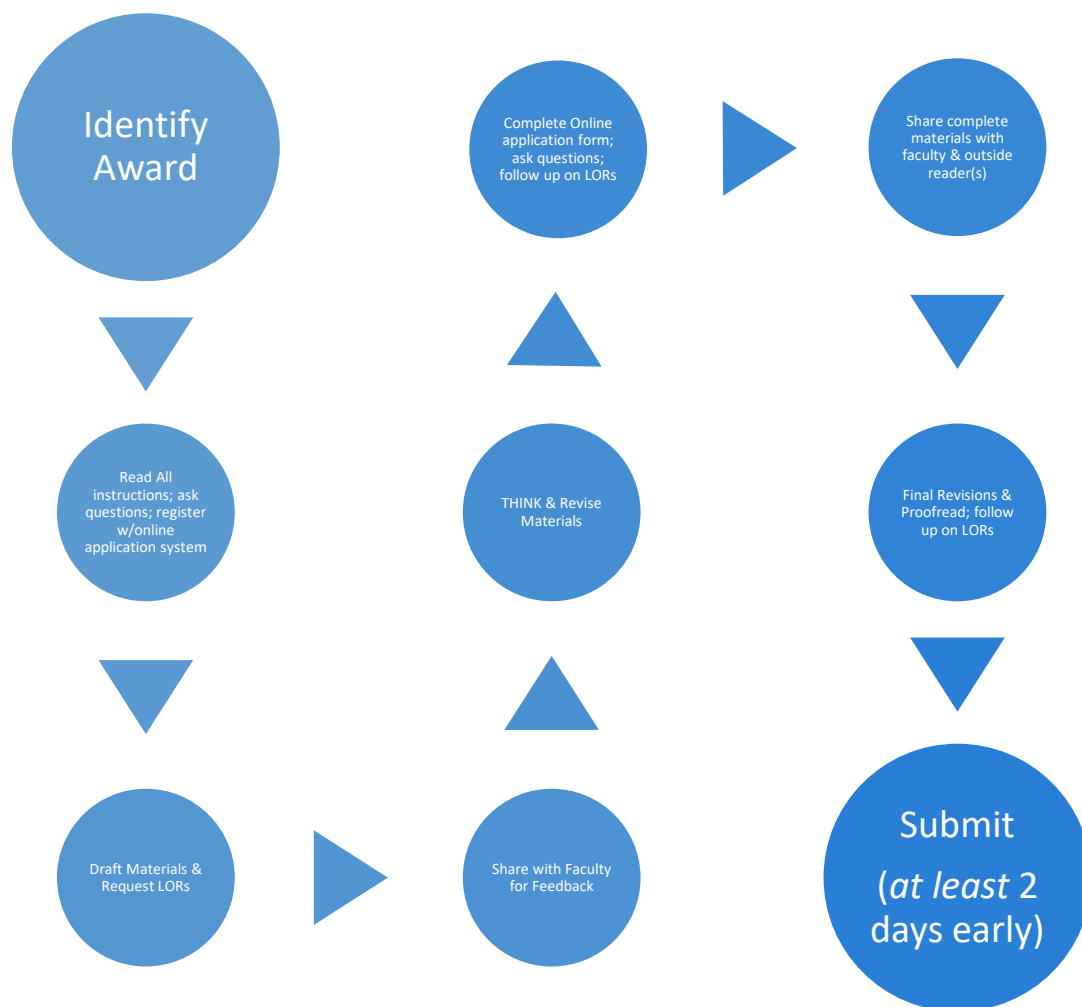 Identify
Award
Read All
instructions; ask
questions; register
w/online
application system
Draft Materials &
Request LORs
Share with Faculty
for Feedback
THINK & Revise
Materials
Complete Online
application form;
ask questions;
follow up on LORs
Share complete
materials with
faculty & outside
reader(s)
Final Revisions &
Proofread; follow
up on LORs
Submit
(at least 2
days early)